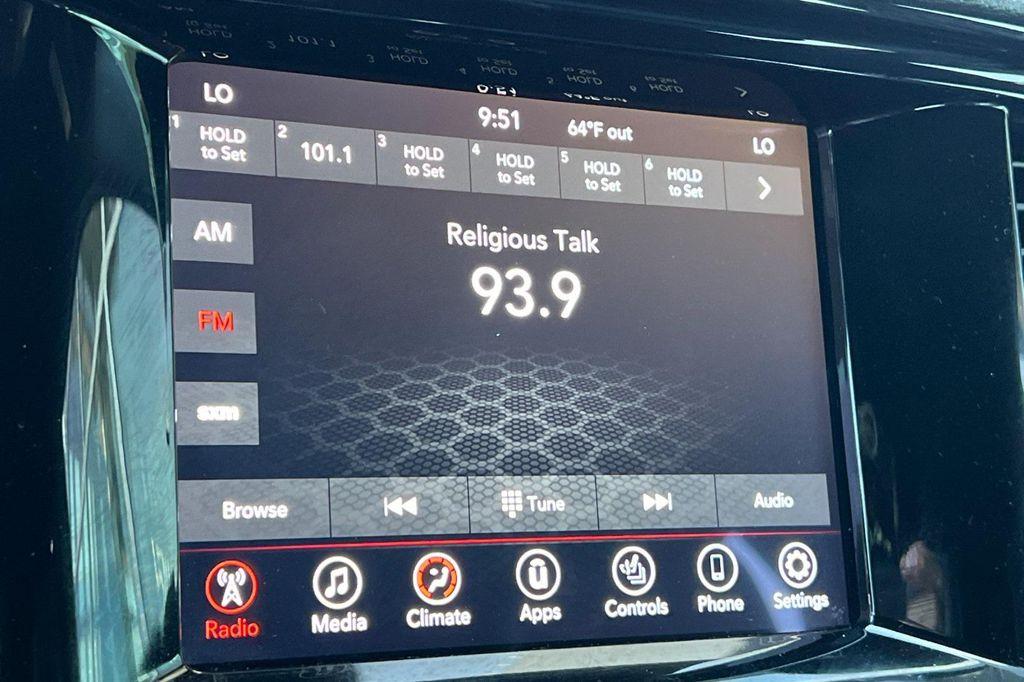 LO
9:51
64°F out
LO
1 HOLD to Set
2 101.1
3 HOLD to Set
4 HOLD to Set
5 HOLD to Set
6 HOLD to Set
AM
Religious Talk
93.9
FM
sxm
Browse
Tune
Audio
Radio
Media
Climate
Apps
Controls
Phone
Settings